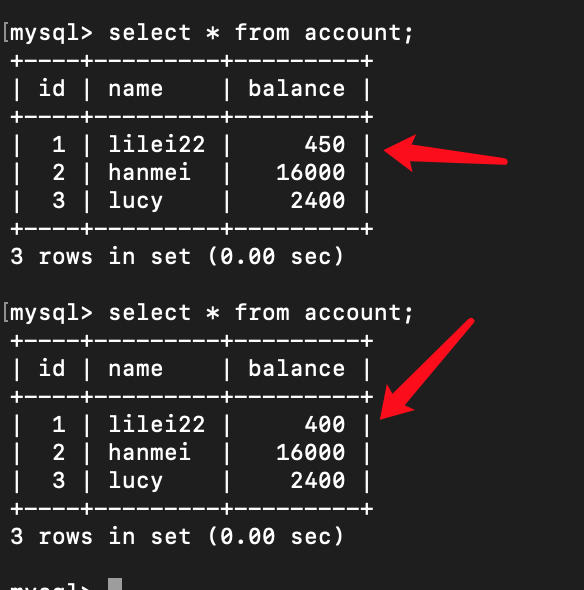 [mysql> select * from account;
+----+----------+----------+
| id | name     | balance |
+----+----------+----------+
|  1 | lilei22 |     450 |
|  2 | hanmei  |   16000 |
|  3 | lucy    |    2400 |
+----+----------+----------+
3 rows in set (0.00 sec)
[mysql> select * from account;
+----+----------+----------+
| id | name     | balance |
+----+----------+----------+
|  1 | lilei22 |     400 |
|  2 | hanmei  |   16000 |
|  3 | lucy    |    2400 |
+----+----------+----------+
3 rows in set (0.00 sec)
mysql>